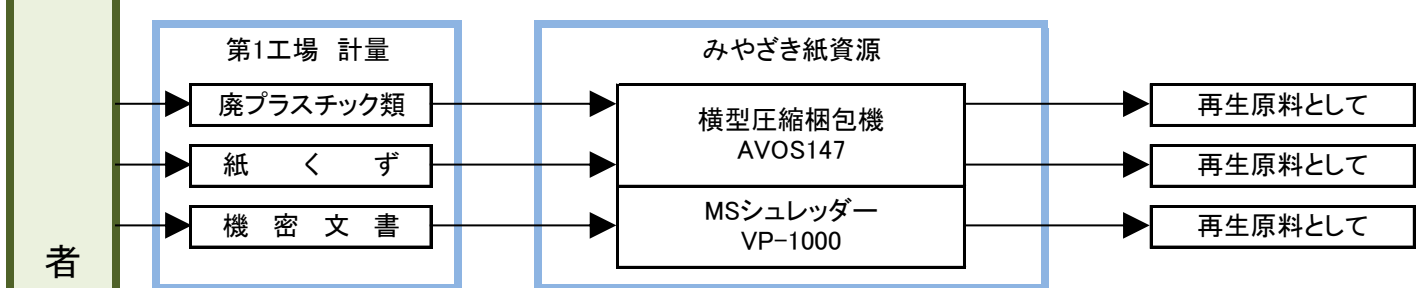 第1工場 計量
みやざき紙資源
廃プラスチック類
横型圧縮梱包機
AVOS147
再生原料として
紙くず
再生原料として
機密文書
MSシュレッダー
VP-1000
再生原料として
者